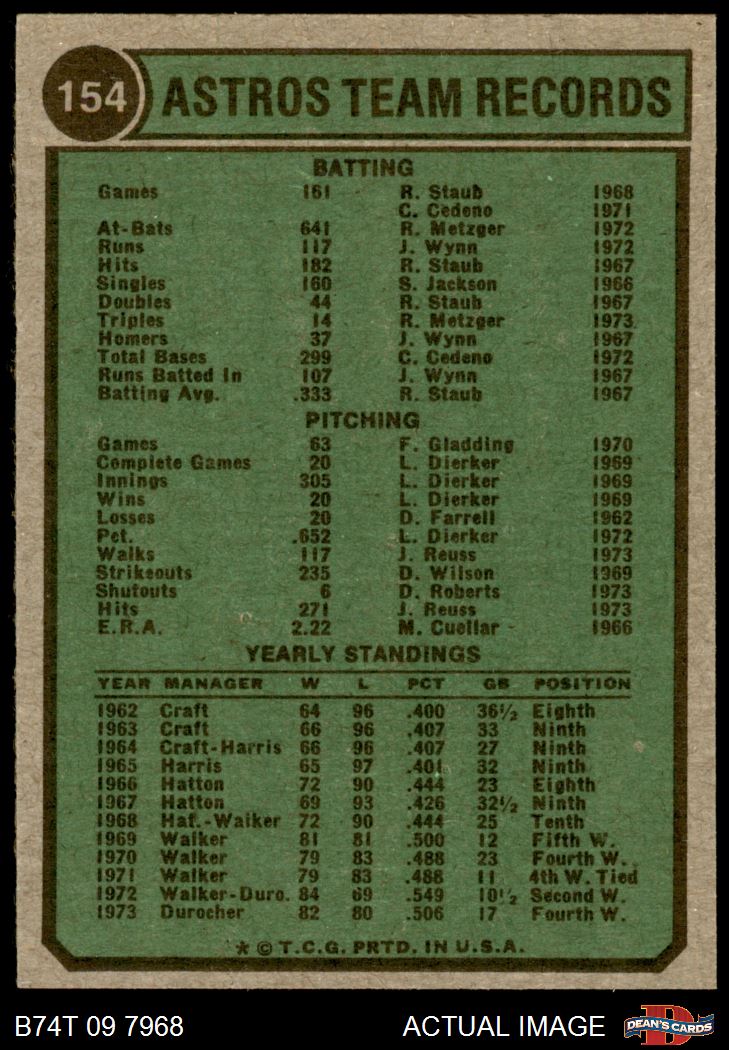 154 ASTROS TEAM RECORDS
BATTING
Games 161 R. Staub 1968
C. Cedeno 1971
At-Bats 641 R. Metzger 1972
Runs 117 J. Wynn 1972
Hits 182 R. Staub 1967
Singles 160 S. Jackson 1966
Doubles 44 R. Staub 1967
Triples 14 R. Metzger 1973
Homers 37 J. Wynn 1967
Total Bases 299 C. Cedeno 1972
Runs Batted In 107 J. Wynn 1967
Batting Avg. .333 R. Staub 1967
PITCHING
Games 63 F. Gladding 1970
Complete Games 20 L. Dierker 1969
Innings 305 L. Dierker 1969
Wins 20 L. Dierker 1969
Losses 20 D. Farrell 1962
Pct. .652 L. Dierker 1972
Walks 117 J. Reuss 1973
Strikeouts 235 D. Wilson 1969
Shutouts 6 D. Roberts 1973
Hits 271 J. Reuss 1973
E.R.A. 2.22 M. Cuellar 1966
YEARLY STANDINGS
YEAR MANAGER W L PCT GB POSITION
1962 Craft 64 96 .400 36½ Eighth
1963 Craft 66 96 .407 33 Ninth
1964 Craft-Harris 66 96 .407 27 Ninth
1965 Harris 65 97 .401 32 Ninth
1966 Hatton 72 90 .444 23 Eighth
1967 Hatton 69 93 .426 32½ Ninth
1968 Hat.-Walker 72 90 .444 25 Tenth
1969 Walker 81 81 .500 12 Fifth W.
1970 Walker 79 83 .488 23 Fourth W.
1971 Walker 79 83 .488 11 4th W. Tied
1972 Walker-Duro. 84 69 .549 10½ Second W.
1973 Durocher 82 80 .506 17 Fourth W.
* © T.C.G. PRTD. IN U.S.A.
B74T 09 7968 ACTUAL IMAGE DEAN'S CARDS